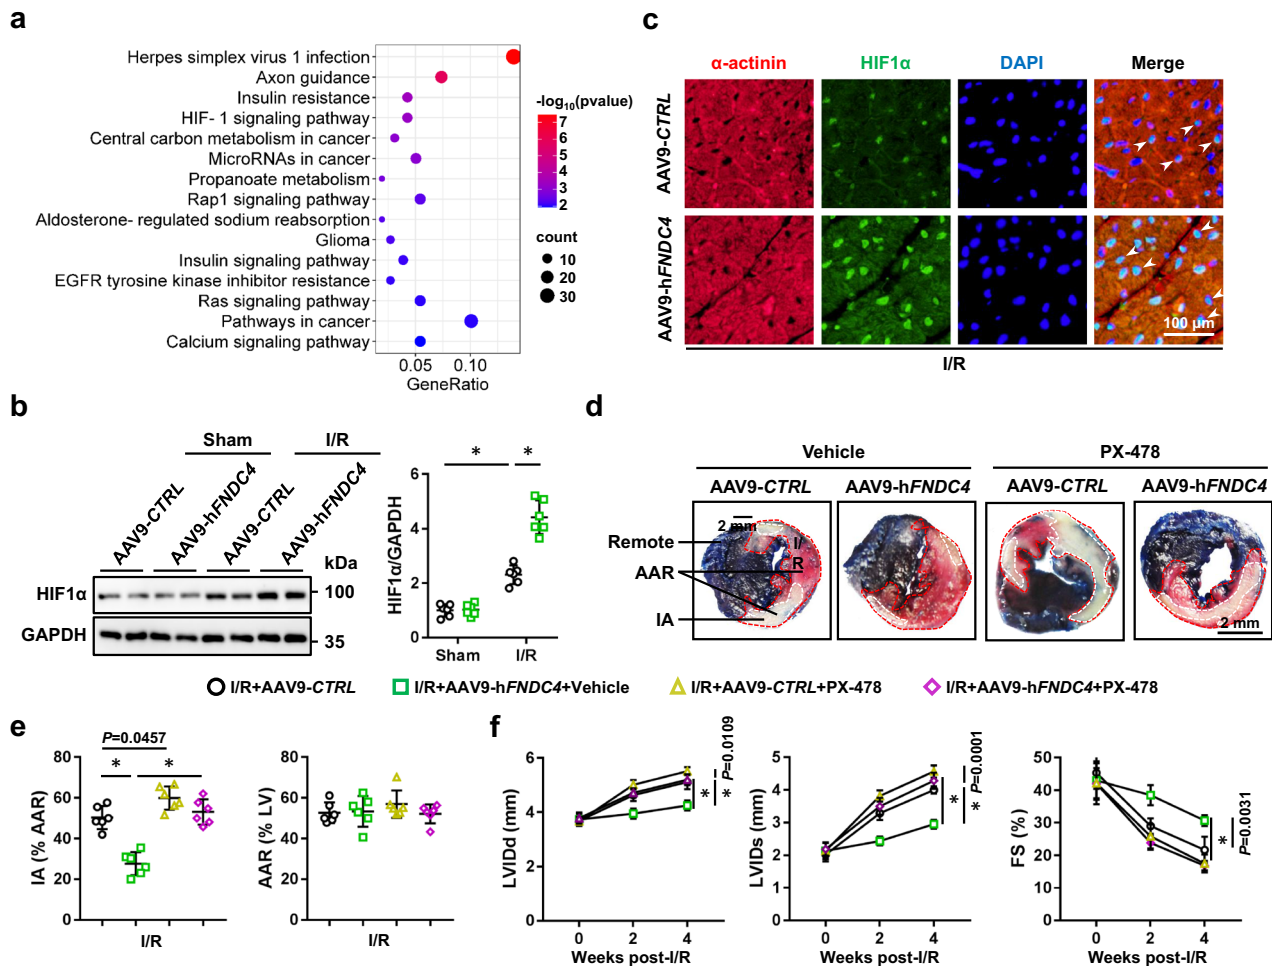 a
Herpes simplex virus 1 infection
Axon guidance
Insulin resistance
HIF- 1 signaling pathway
Central carbon metabolism in cancer
MicroRNAs in cancer
Propanoate metabolism
Rap1 signaling pathway
Aldosterone- regulated sodium reabsorption
Glioma
Insulin signaling pathway
EGFR tyrosine kinase inhibitor resistance
Ras signaling pathway
Pathways in cancer
Calcium signaling pathway
0.05 0.10
GeneRatio
-log10(pvalue)
7
6
5
4
3
2
count
10
20
30
b
Sham I/R
AAV9-CTRL AAV9-hFNDC4 AAV9-CTRL AAV9-hFNDC4
kDa
HIF1α 100
GAPDH 35
HIF1α/GAPDH
6
4
2
0
* *
Sham I/R
c
α-actinin HIF1α DAPI Merge
AAV9-CTRL
AAV9-hFNDC4
100 μm
I/R
d
Vehicle PX-478
AAV9-CTRL AAV9-hFNDC4 AAV9-CTRL AAV9-hFNDC4
2 mm
Remote
I/
R
AAR
IA
2 mm
I/R+AAV9-CTRL I/R+AAV9-hFNDC4+Vehicle I/R+AAV9-CTRL+PX-478 I/R+AAV9-hFNDC4+PX-478
e
IA (% AAR)
80
60
40
20
0
P=0.0457
* *
I/R
AAR (% LV)
80
60
40
20
0
I/R
f
LVIDd (mm)
6
4
2
0
0 2 4
Weeks post-I/R
* *
P=0.0109
LVIDs (mm)
5
4
3
2
1
0
0 2 4
Weeks post-I/R
* *
P=0.0001
FS (%)
50
40
30
20
10
0
0 2 4
Weeks post-I/R
*
P=0.0031